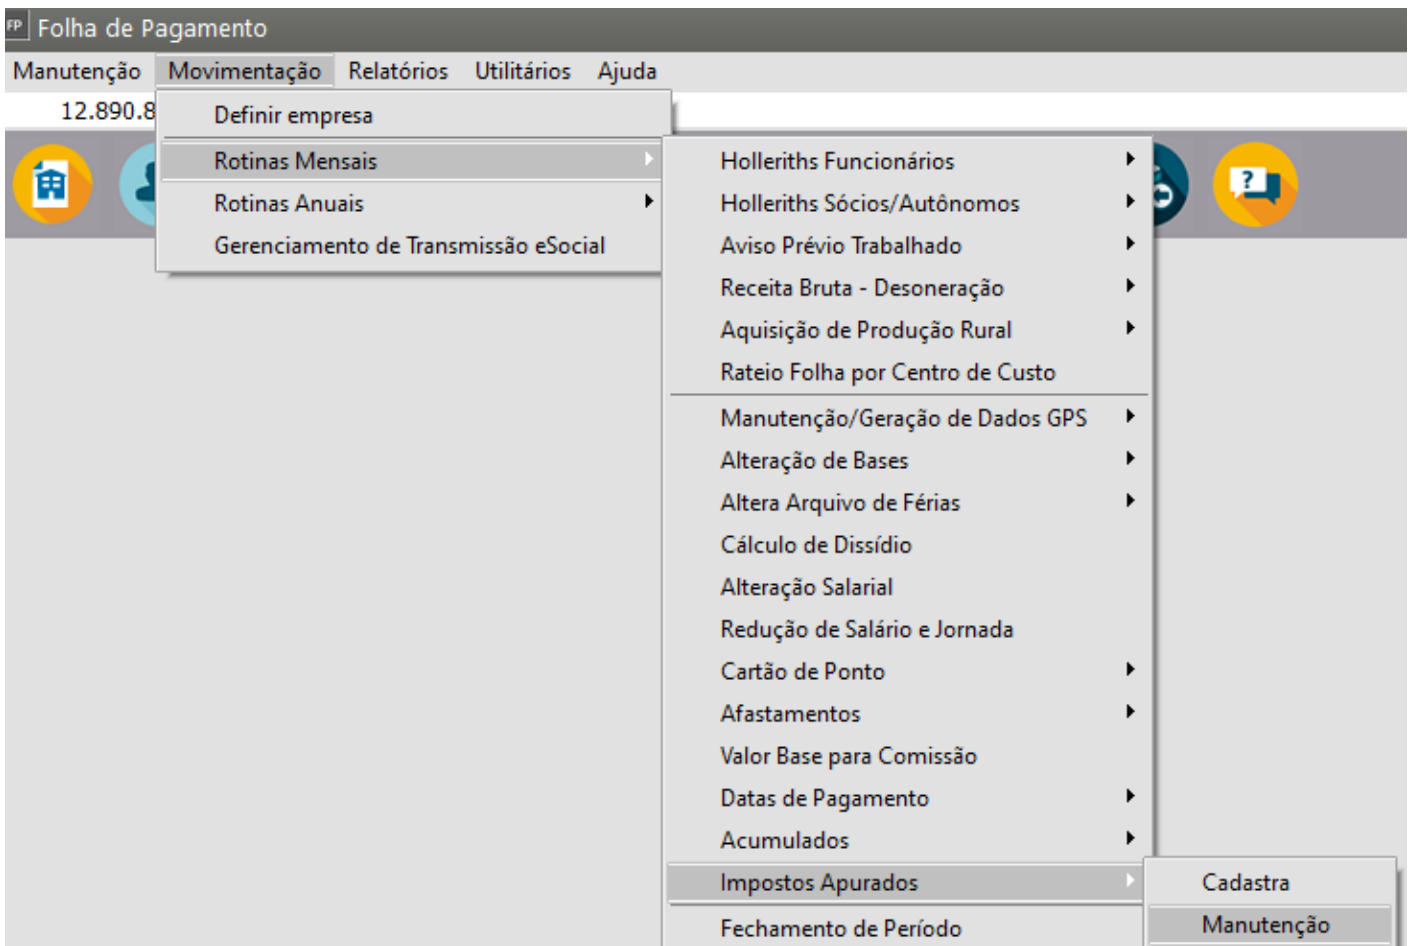 FP Folha de Pagamento
Manutenção Movimentação Relatórios Utilitários Ajuda
12.890.8
Definir empresa
Rotinas Mensais
Rotinas Anuais
Gerenciamento de Transmissão eSocial
Holleriths Funcionários
Holleriths Sócios/Autônomos
Aviso Prévio Trabalhado
Receita Bruta - Desoneração
Aquisição de Produção Rural
Rateio Folha por Centro de Custo
Manutenção/Geração de Dados GPS
Alteração de Bases
Altera Arquivo de Férias
Cálculo de Dissídio
Alteração Salarial
Redução de Salário e Jornada
Cartão de Ponto
Afastamentos
Valor Base para Comissão
Datas de Pagamento
Acumulados
Impostos Apurados
Fechamento de Período
Cadastra
Manutenção
?